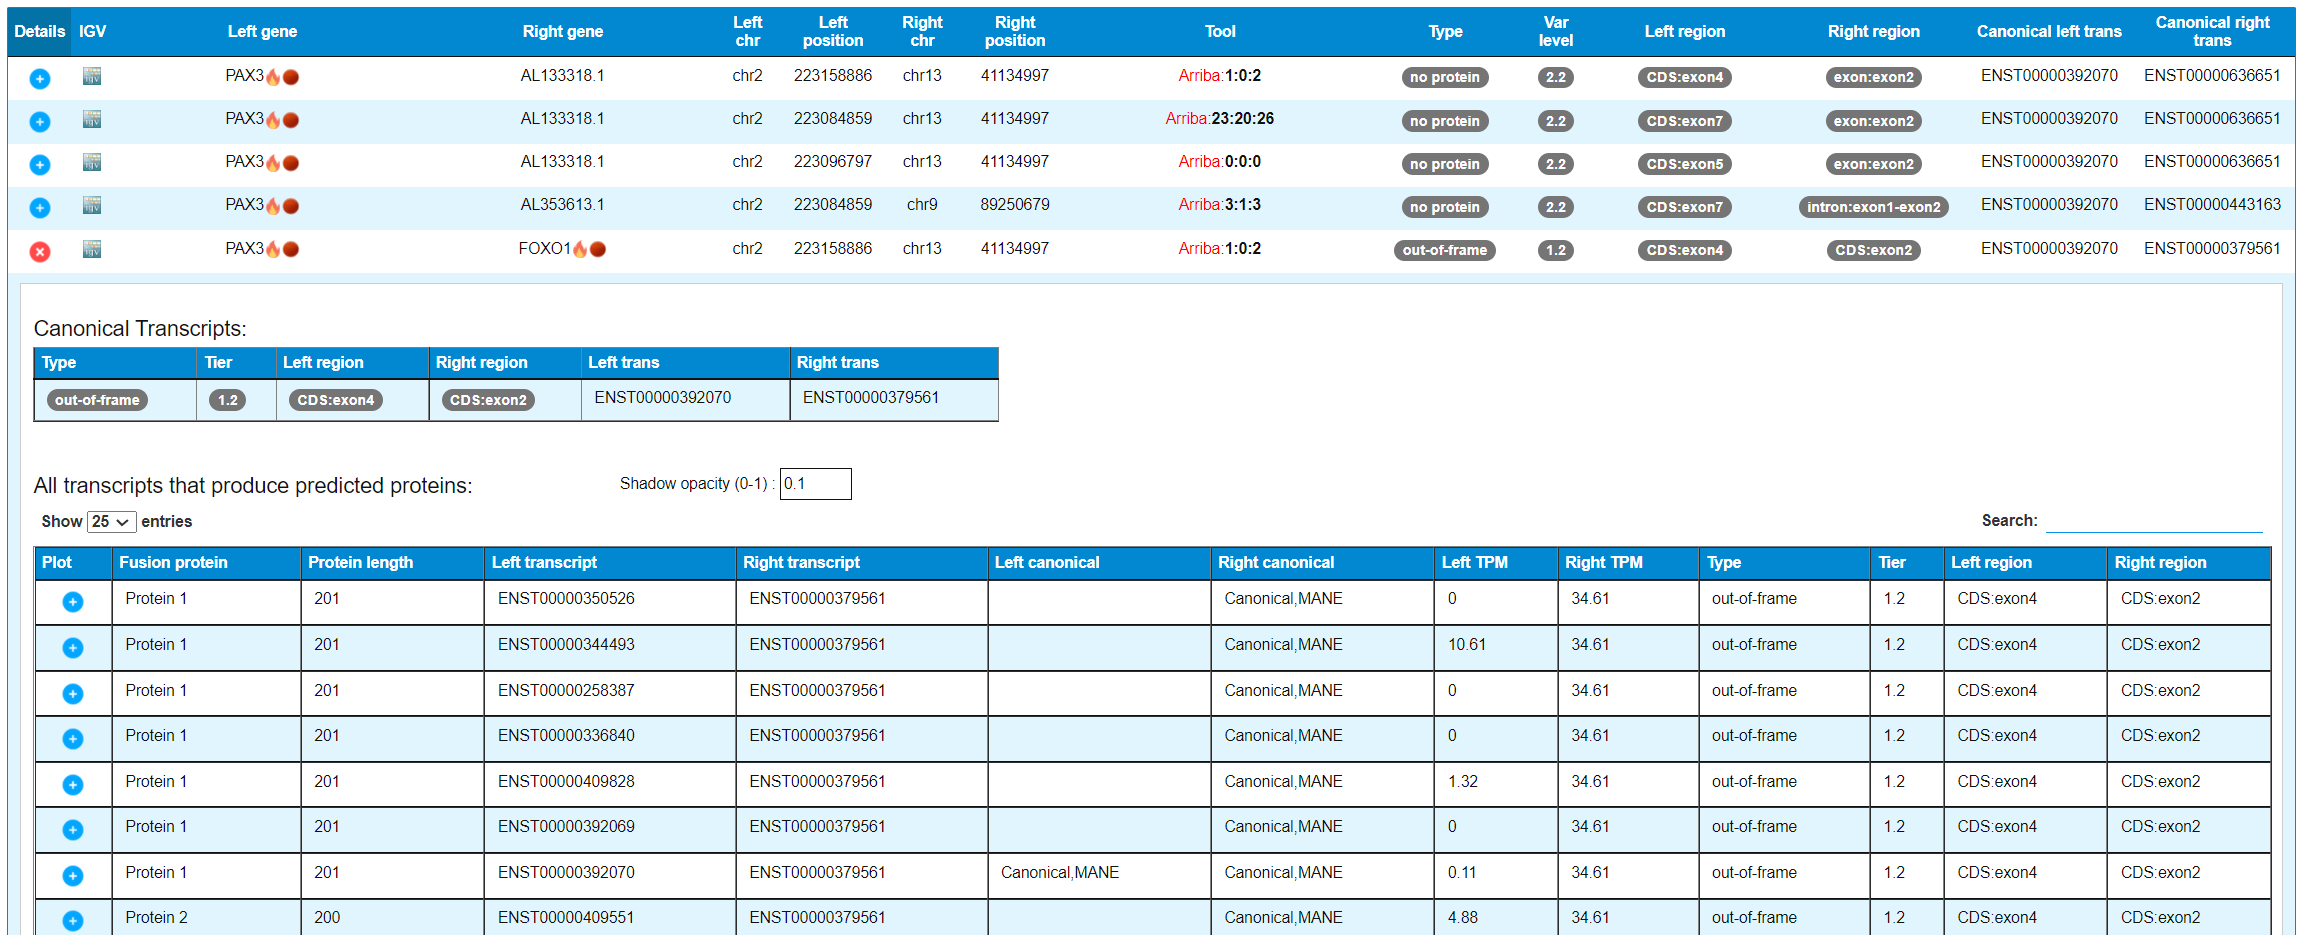 Details IGV Left gene Right gene Left chr Left position Right chr Right position Tool Type Var level Left region Right region Canonical left trans Canonical right trans
PAX3 AL133318.1 chr2 223158886 chr13 41134997 Arriba:1:0:2 no protein 2.2 CDS:exon4 exon:exon2 ENST00000392070 ENST00000636651
PAX3 AL133318.1 chr2 223084859 chr13 41134997 Arriba:23:20:26 no protein 2.2 CDS:exon7 exon:exon2 ENST00000392070 ENST00000636651
PAX3 AL133318.1 chr2 223096797 chr13 41134997 Arriba:0:0:0 no protein 2.2 CDS:exon5 exon:exon2 ENST00000392070 ENST00000636651
PAX3 AL353613.1 chr2 223084859 chr9 89250679 Arriba:3:1:3 no protein 2.2 CDS:exon7 intron:exon1-exon2 ENST00000392070 ENST00000443163
PAX3 FOXO1 chr2 223158886 chr13 41134997 Arriba:1:0:2 out-of-frame 1.2 CDS:exon4 CDS:exon2 ENST00000392070 ENST00000379561
Canonical Transcripts:
Type Tier Left region Right region Left trans Right trans
out-of-frame 1.2 CDS:exon4 CDS:exon2 ENST00000392070 ENST00000379561
All transcripts that produce predicted proteins: Shadow opacity (0-1) : 0.1
Show 25 entries Search:
Plot Fusion protein Protein length Left transcript Right transcript Left canonical Right canonical Left TPM Right TPM Type Tier Left region Right region
Protein 1 201 ENST00000350526 ENST00000379561 Canonical,MANE 0 34.61 out-of-frame 1.2 CDS:exon4 CDS:exon2
Protein 1 201 ENST00000344493 ENST00000379561 Canonical,MANE 10.61 34.61 out-of-frame 1.2 CDS:exon4 CDS:exon2
Protein 1 201 ENST00000258387 ENST00000379561 Canonical,MANE 0 34.61 out-of-frame 1.2 CDS:exon4 CDS:exon2
Protein 1 201 ENST00000336840 ENST00000379561 Canonical,MANE 0 34.61 out-of-frame 1.2 CDS:exon4 CDS:exon2
Protein 1 201 ENST00000409828 ENST00000379561 Canonical,MANE 1.32 34.61 out-of-frame 1.2 CDS:exon4 CDS:exon2
Protein 1 201 ENST00000392069 ENST00000379561 Canonical,MANE 0 34.61 out-of-frame 1.2 CDS:exon4 CDS:exon2
Protein 1 201 ENST00000392070 ENST00000379561 Canonical,MANE Canonical,MANE 0.11 34.61 out-of-frame 1.2 CDS:exon4 CDS:exon2
Protein 2 200 ENST00000409551 ENST00000379561 Canonical,MANE 4.88 34.61 out-of-frame 1.2 CDS:exon4 CDS:exon2